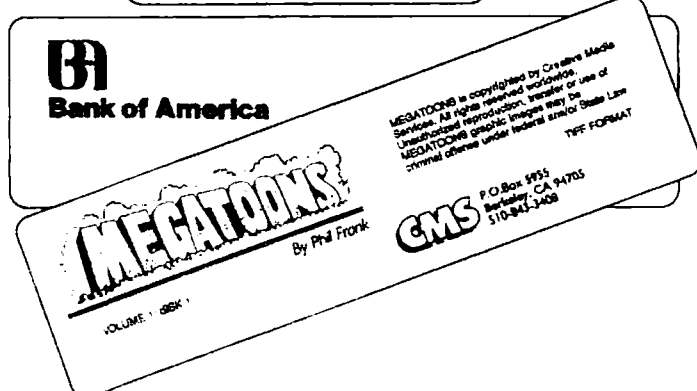 BA
Bank of America
MEGATOONS
By Phil Frank
VOLUME 1 DISK 1
MEGATOONS is copyrighted by Creative Media
Services. All rights reserved worldwide.
Unauthorized reproduction, transfer or use of
MEGATOONS graphic images may be
criminal offense under federal and/or State Law
TIFF FORMAT
CMS
P.O.Box 5955
Berkeley, CA 94705
510-843-3408